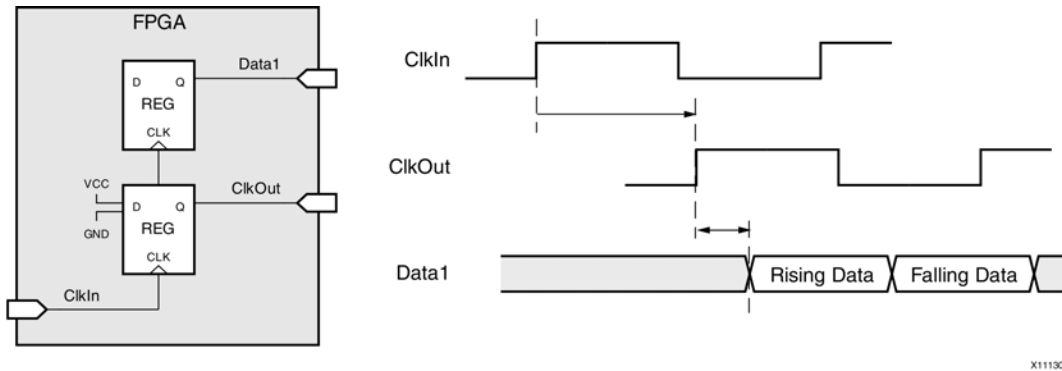 FPGA
Data1
D Q
REG
CLK
VCC
ClkOut
D Q
GND
REG
CLK
ClkIn
ClkIn
ClkOut
Data1
Rising Data Falling Data
X11130